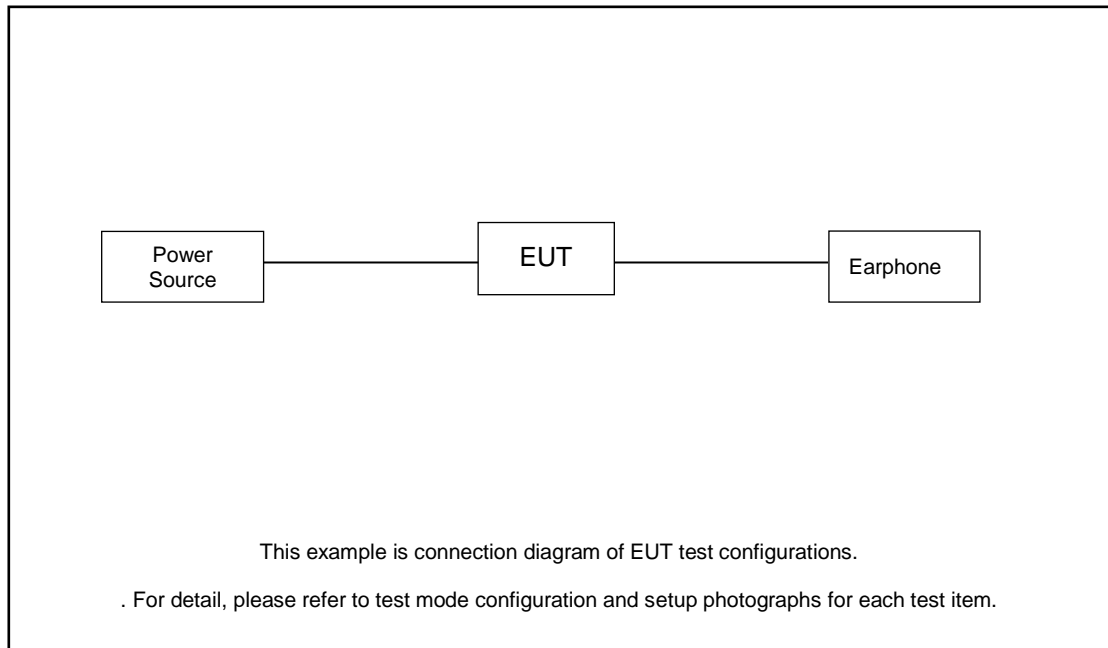 Power
Source
EUT
Earphone
This example is connection diagram of EUT test configurations.
. For detail, please refer to test mode configuration and setup photographs for each test item.